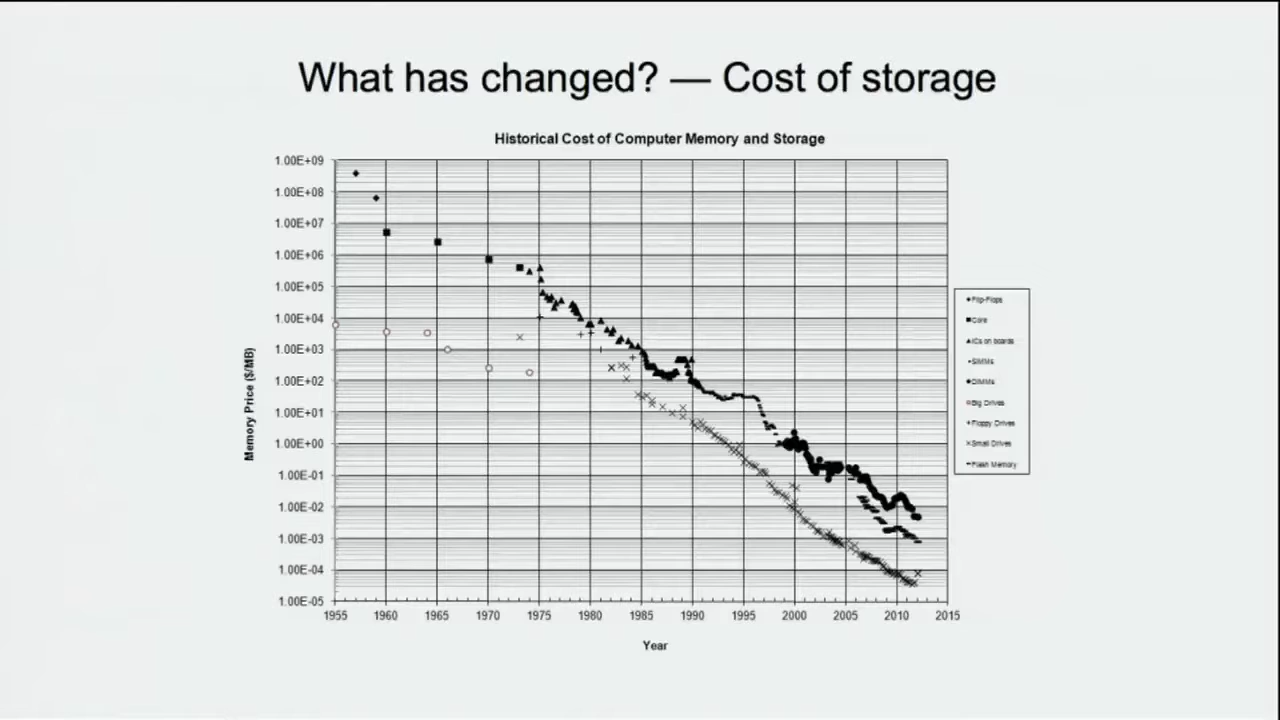 What has changed? — Cost of storage
Historical Cost of Computer Memory and Storage
1.00E+09
1.00E+08
1.00E+07
1.00E+06
1.00E+05
1.00E+04
1.00E+03
1.00E+02
1.00E+01
1.00E+00
1.00E-01
1.00E-02
1.00E-03
1.00E-04
1.00E-05
Memory Price ($/MB)
1955 1960 1965 1970 1975 1980 1985 1990 1995 2000 2005 2010 2015
Year
Flip-Flops
Core
ICs on boards
SIMMs
DIMMs
Big Drives
Floppy Drives
Small Drives
Flash Memory